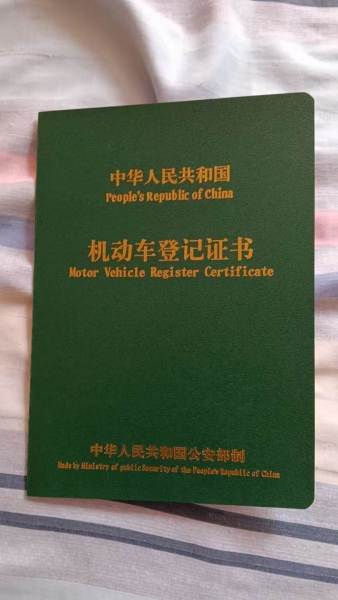 中华人民共和国
People's Republic of China
机动车登记证书
Motor Vehicle Register Certificate
中华人民共和国公安部制
Made by Ministry of public Security of the People's Republic of China